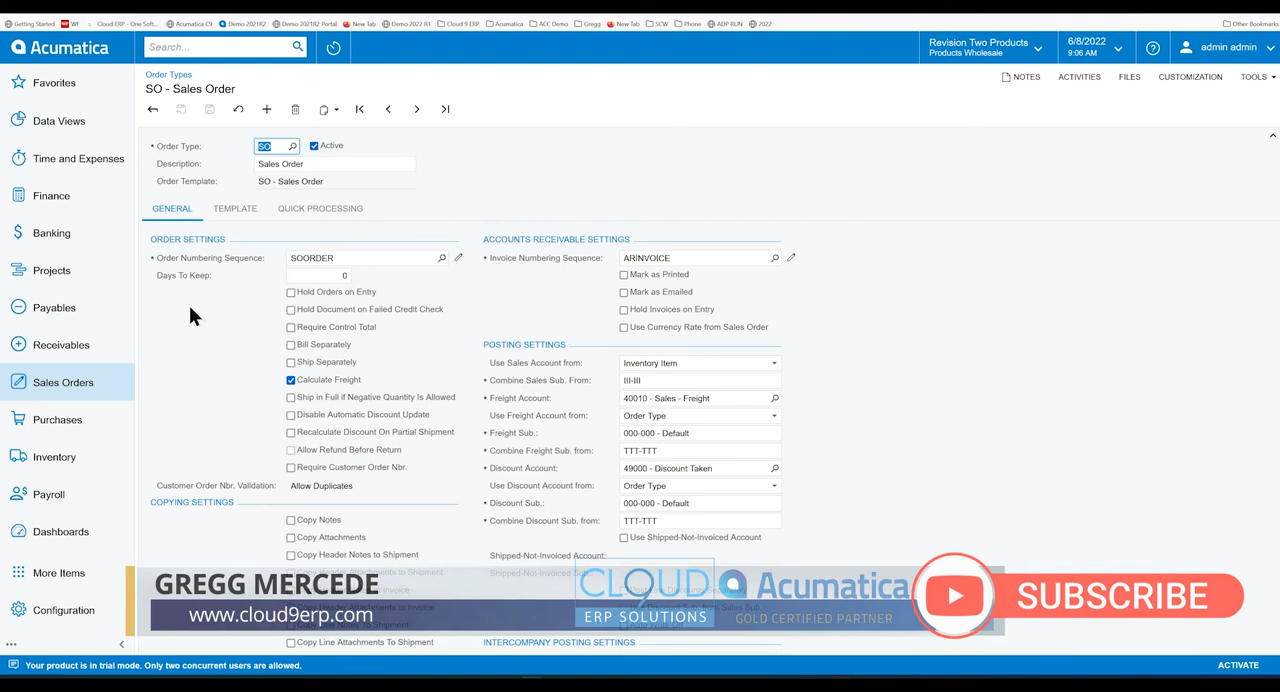 Getting Started WF Cloud ERP - One Soft... Acumatica C9 Demo 2021R2 Demo 2021R2 Portal New Tab Demo 2022 R1 Cloud 9 ERP Acumatica ACC Demo Gregg New Tab SCW Phone ADP RUN 2022 Other Bookmarks
Acumatica Search... Revision Two Products Products Wholesale 6/8/2022 9:06 AM admin admin
Favorites
Data Views
Time and Expenses
Finance
Banking
Projects
Payables
Receivables
Sales Orders
Purchases
Inventory
Payroll
Dashboards
More Items
Configuration
Order Types
SO - Sales Order
NOTES ACTIVITIES FILES CUSTOMIZATION TOOLS
Order Type: SO Active
Description: Sales Order
Order Template: SO - Sales Order
GENERAL TEMPLATE QUICK PROCESSING
ORDER SETTINGS
Order Numbering Sequence: SOORDER
Days To Keep: 0
Hold Orders on Entry
Hold Document on Failed Credit Check
Require Control Total
Bill Separately
Ship Separately
Calculate Freight
Ship in Full if Negative Quantity Is Allowed
Disable Automatic Discount Update
Recalculate Discount On Partial Shipment
Allow Refund Before Return
Require Customer Order Nbr.
Customer Order Nbr. Validation: Allow Duplicates
COPYING SETTINGS
Copy Notes
Copy Attachments
Copy Header Notes to Shipment
Copy Header Attachments to Shipment
Copy Line Attachments To Shipment
ACCOUNTS RECEIVABLE SETTINGS
Invoice Numbering Sequence: ARINVOICE
Mark as Printed
Mark as Emailed
Hold Invoices on Entry
Use Currency Rate from Sales Order
POSTING SETTINGS
Use Sales Account from: Inventory Item
Combine Sales Sub. From: III-III
Freight Account: 40010 - Sales - Freight
Use Freight Account from: Order Type
Freight Sub.: 000-000 - Default
Combine Freight Sub. from: TTT-TTT
Discount Account: 49000 - Discount Taken
Use Discount Account from: Order Type
Discount Sub.: 000-000 - Default
Combine Discount Sub. from: TTT-TTT
Use Shipped-Not-Invoiced Account
Shipped-Not-Invoiced Account:
INTERCOMPANY POSTING SETTINGS
GREGG MERCEDE
www.cloud9erp.com
CLOUD 9
ERP SOLUTIONS
Acumatica
GOLD CERTIFIED PARTNER
SUBSCRIBE
Your product is in trial mode. Only two concurrent users are allowed. ACTIVATE